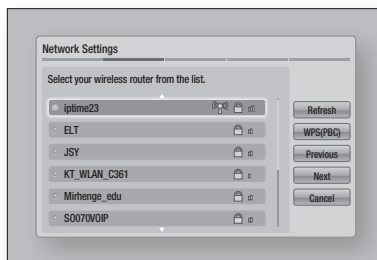 Network Settings
Select your wireless router from the list.
iptime23
ELT
JSY
KT_WLAN_C361
Mirhenge_edu
SO070VOIP
Refresh
WPS(PBC)
Previous
Next
Cancel